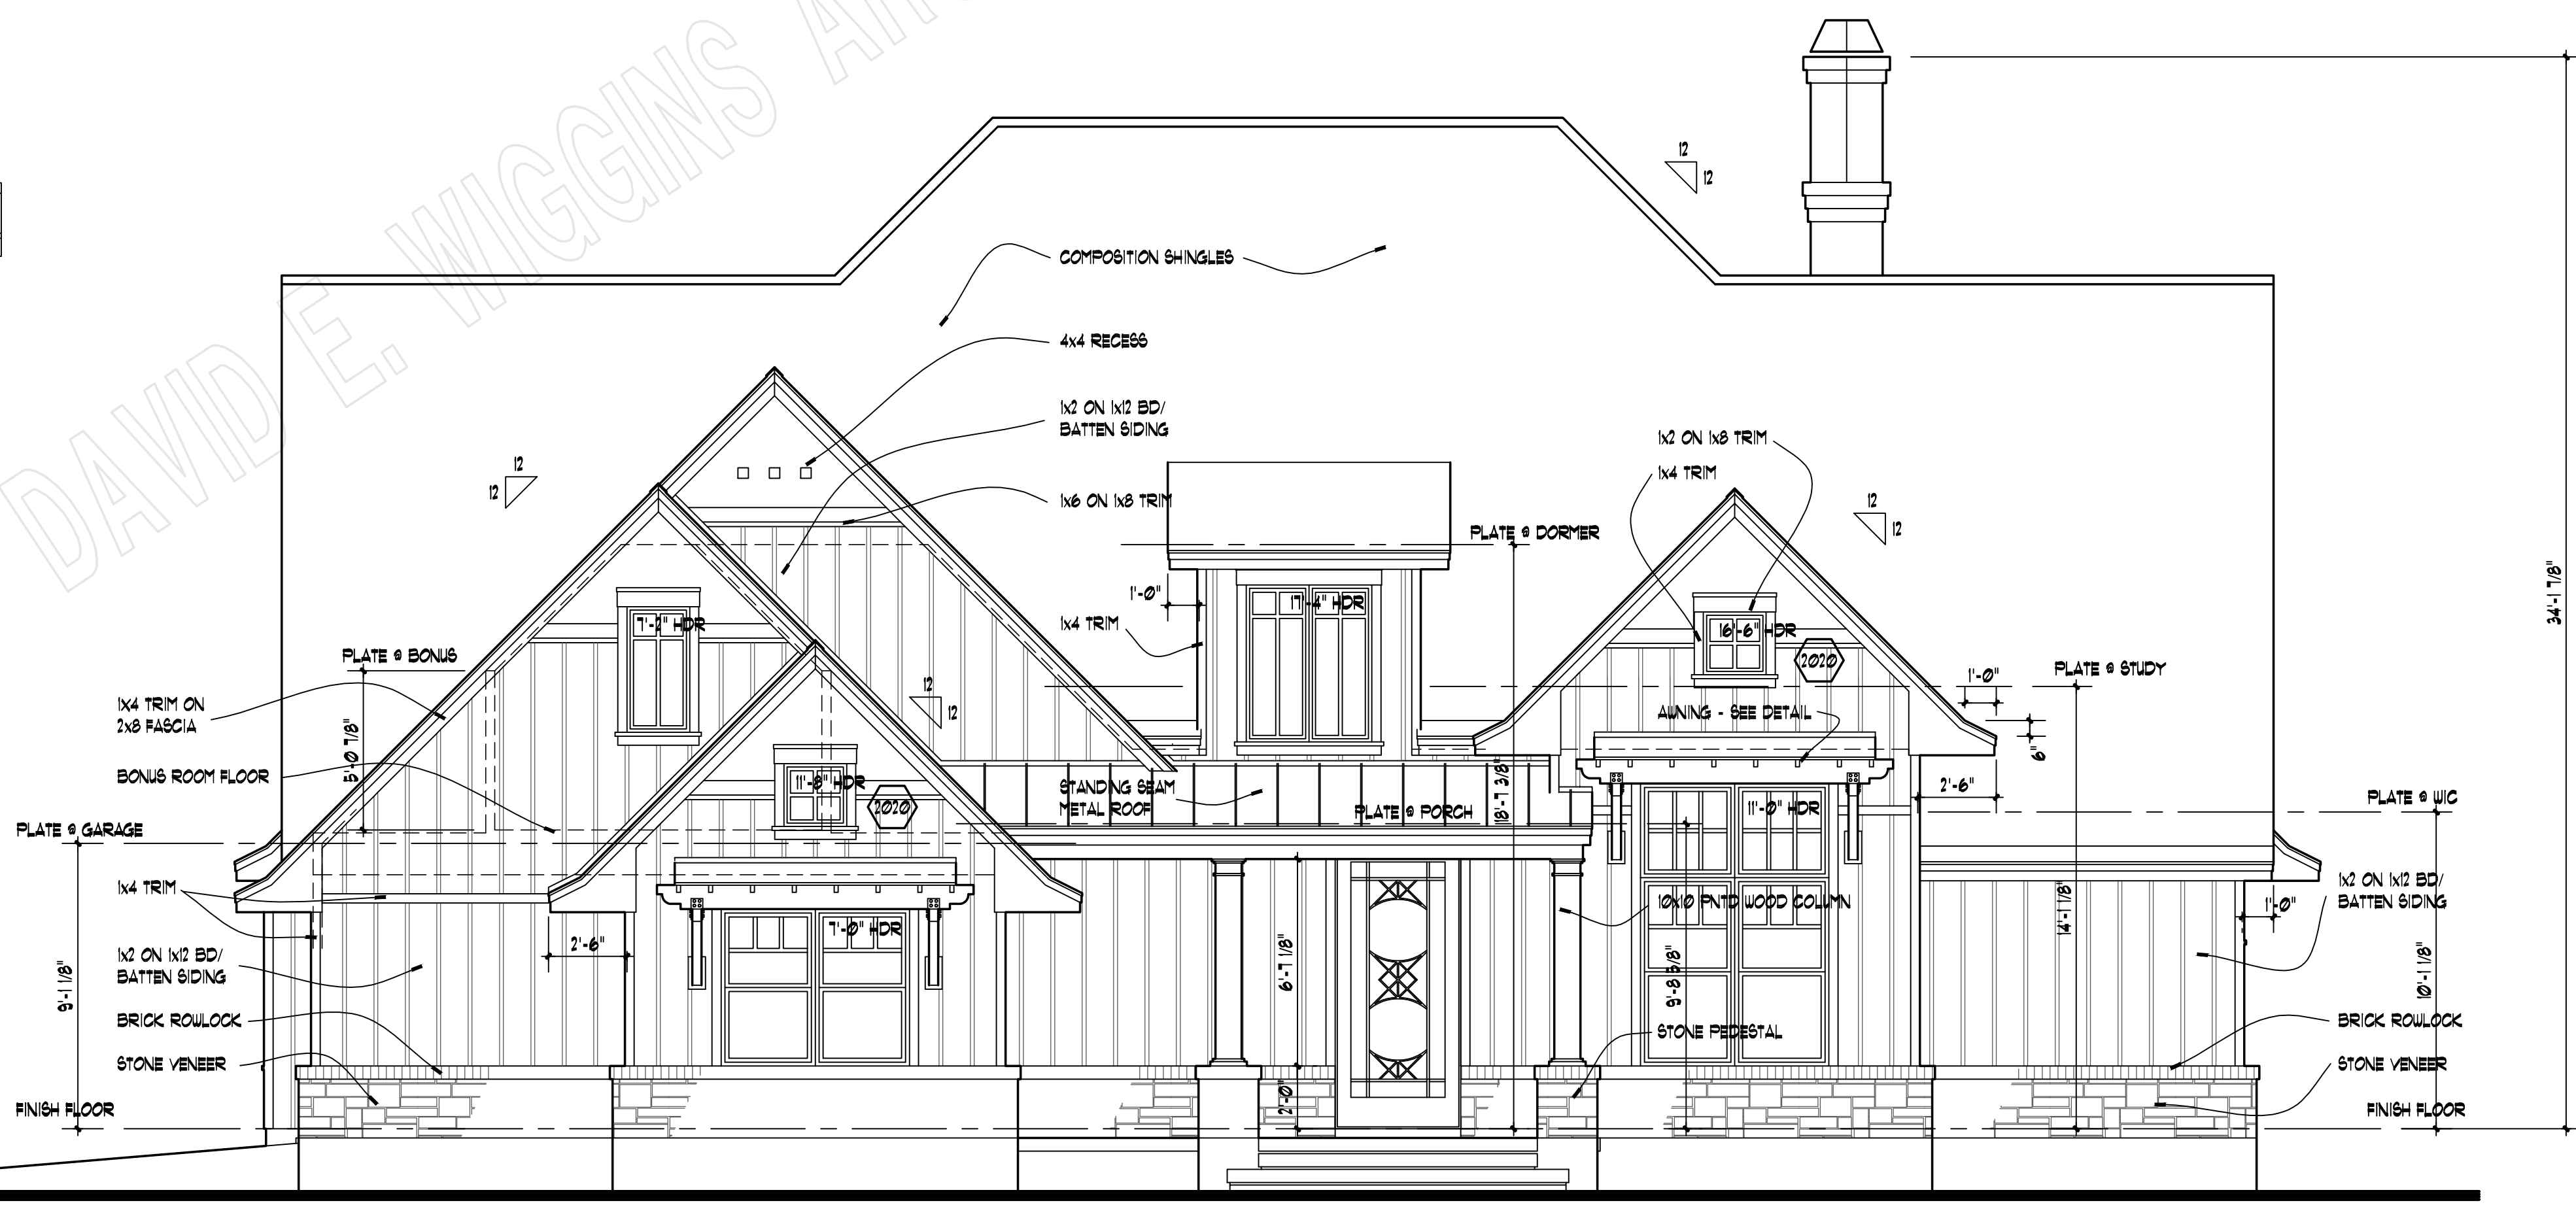 DAVID E. WIGGINS
12
12
COMPOSITION SHINGLES
4x4 RECESS
1x2 ON 1x12 BD/
BATTEN SIDING
1x6 ON 1x8 TRIM
12
12
1x2 ON 1x8 TRIM
1x4 TRIM
12
12
PLATE @ DORMER
34'-1 7/8"
1'-0"
17'-4" HDR
1x4 TRIM
7'-2" HDR
16'-6" HDR
2020
PLATE @ BONUS
PLATE @ STUDY
1'-0"
12
12
1x4 TRIM ON
2x8 FASCIA
5'-0 7/8"
AWNING - SEE DETAIL
6"
BONUS ROOM FLOOR
11'-8" HDR
2020
STANDING SEAM
METAL ROOF
PLATE @ PORCH
18'-7 3/8"
11'-0" HDR
2'-6"
PLATE @ WIC
PLATE @ GARAGE
1x4 TRIM
7'-0" HDR
2'-6"
10x10 PNTD WOOD COLUMN
14'-1 1/8"
1x2 ON 1x12 BD/
BATTEN SIDING
1'-0"
1x2 ON 1x12 BD/
BATTEN SIDING
9'-1 1/8"
6'-7 1/8"
9'-8 5/8"
10'-1 1/8"
BRICK ROWLOCK
STONE PEDESTAL
BRICK ROWLOCK
STONE VENEER
STONE VENEER
2'-0"
FINISH FLOOR
FINISH FLOOR